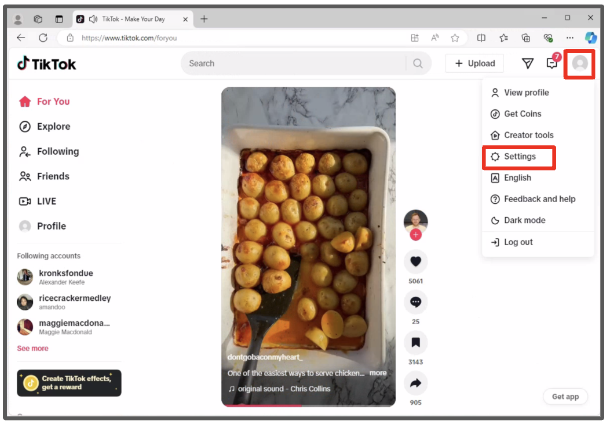 TikTok - Make Your Day
https://www.tiktok.com/foryou
TikTok
Search
+ Upload
7
For You
Explore
Following
Friends
LIVE
Profile
Following accounts
kronksfondue
Alexander Keefe
ricecrackermedley
amandoo
maggiemacdona...
Maggie Macdonald
See more
Create TikTok effects,
get a reward
dontgobaconmyheart_
One of the easiest ways to serve chicken... more
original sound - Chris Collins
5061
25
3143
905
View profile
Get Coins
Creator tools
Settings
English
Feedback and help
Dark mode
Log out
Get app